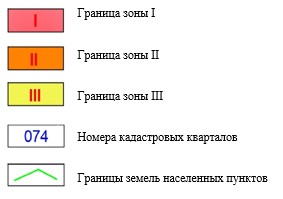 I Граница зоны I
II Граница зоны II
III Граница зоны III
074 Номера кадастровых кварталов
Границы земель населенных пунктов